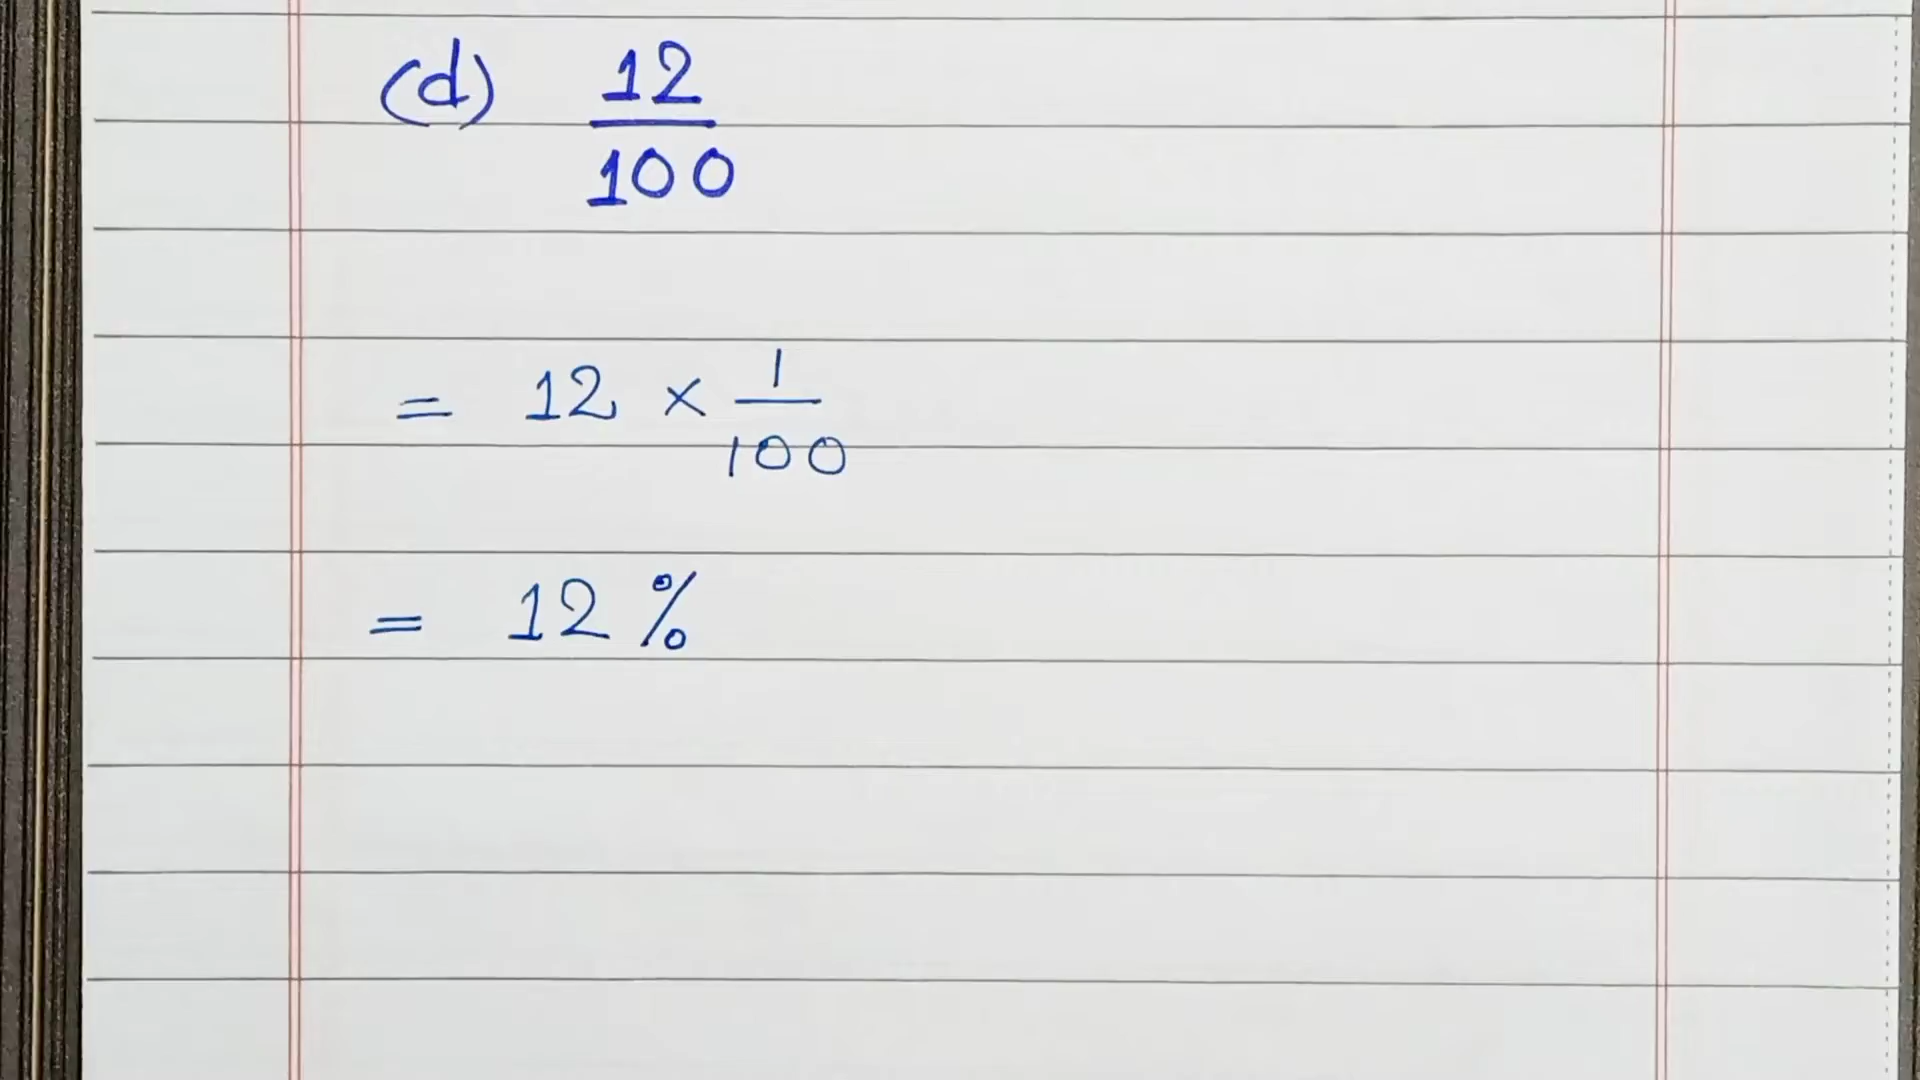 (d) 12/100
= 12 × 1/100
= 12 %